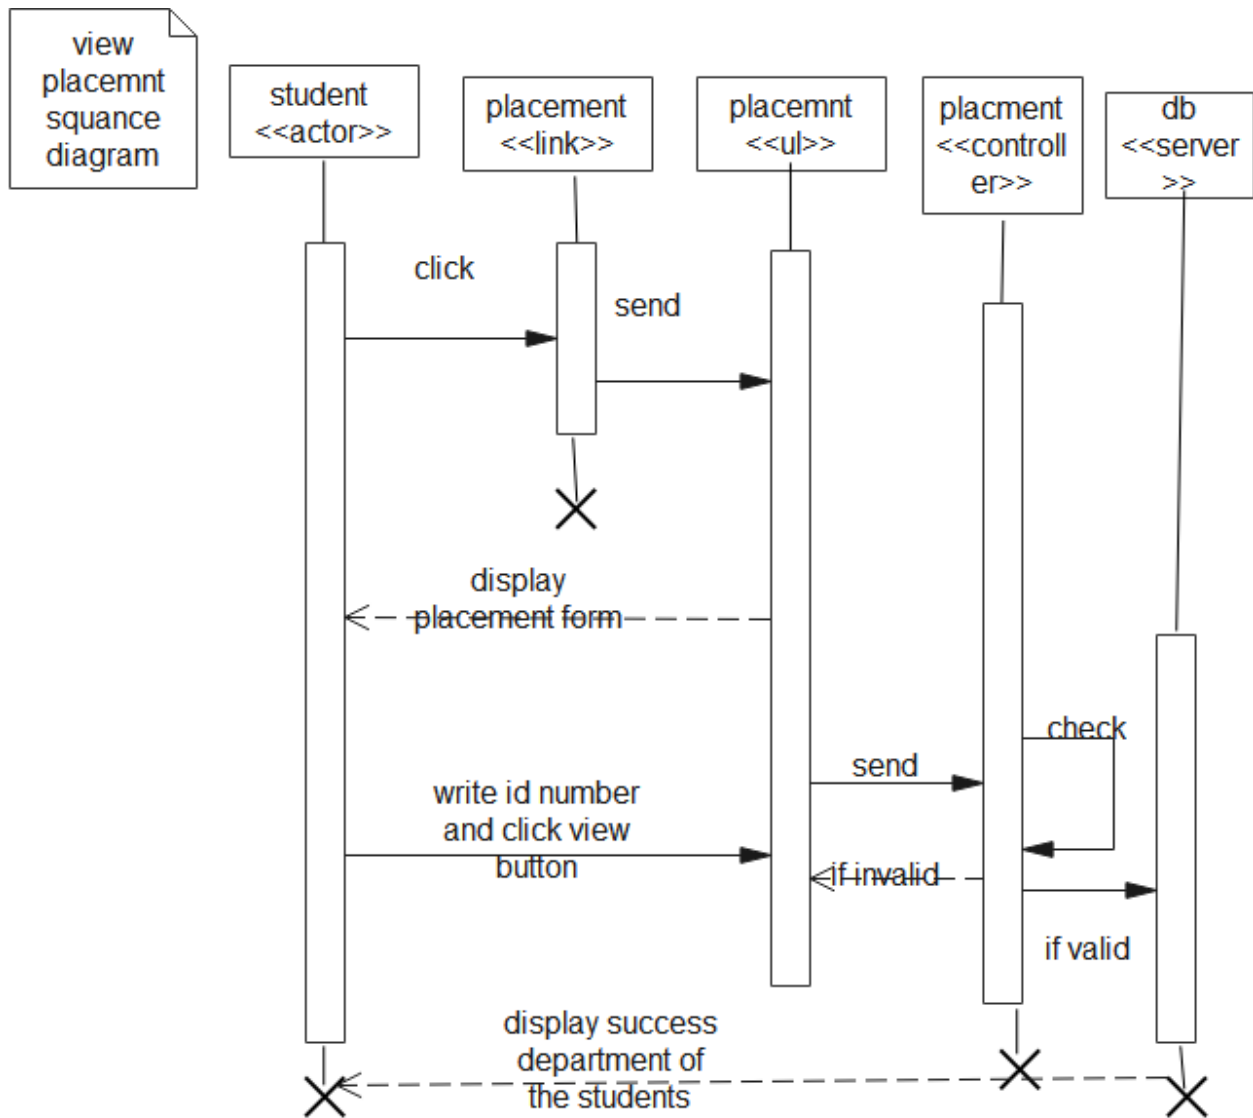 view
placemnt
squance
diagram
student
<<actor>>
placement
<<link>>
placemnt
<<ul>>
placment
<<controll
er>>
db
<<server
>>
click
send
display
placement form
check
send
write id number
and click view
button
if invalid
if valid
display success
department of
the students